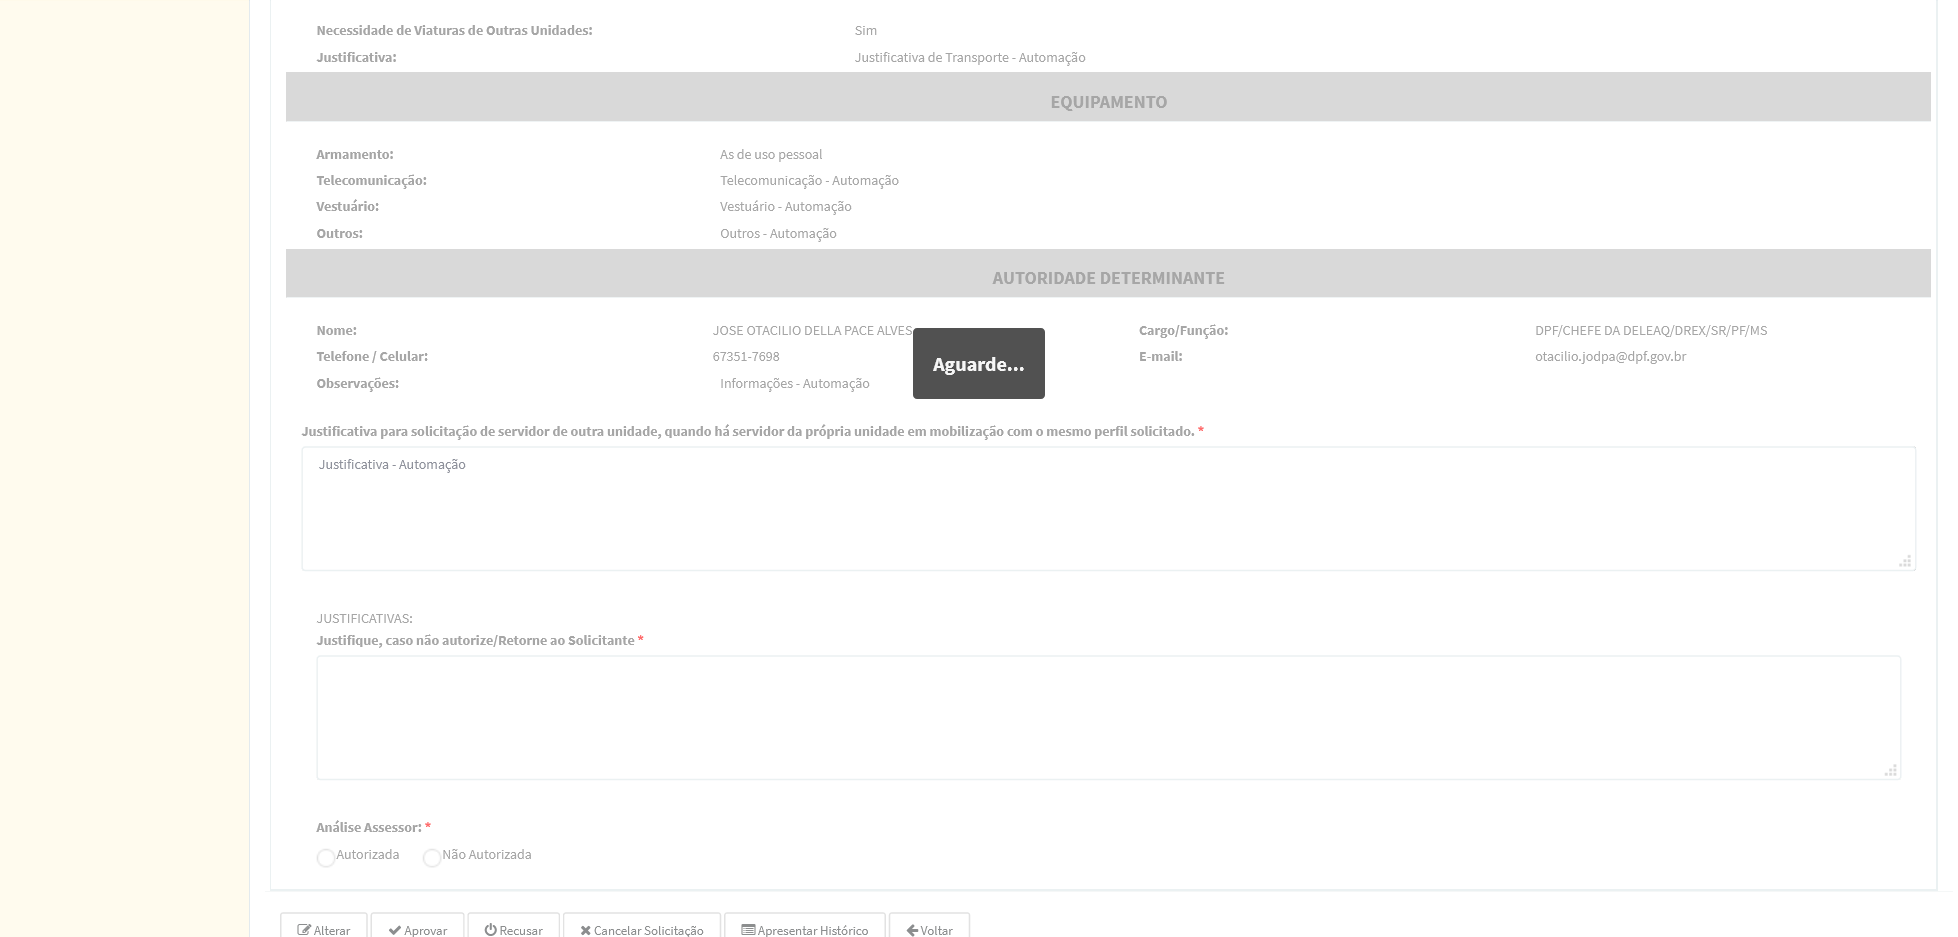 Necessidade de Viaturas de Outras Unidades: Sim
Justificativa: Justificativa de Transporte - Automação
EQUIPAMENTO
Armamento: As de uso pessoal
Telecomunicação: Telecomunicação - Automação
Vestuário: Vestuário - Automação
Outros: Outros - Automação
AUTORIDADE DETERMINANTE
Nome: JOSE OTACILIO DELLA PACE ALVES Cargo/Função: DPF/CHEFE DA DELEAQ/DREX/SR/PF/MS
Telefone / Celular: 67351-7698 E-mail: otacilio.jodpa@dpf.gov.br
Aguarde...
Observações: Informações - Automação
Justificativa para solicitação de servidor de outra unidade, quando há servidor da própria unidade em mobilização com o mesmo perfil solicitado. *
Justificativa - Automação
JUSTIFICATIVAS:
Justifique, caso não autorize/Retorne ao Solicitante *
Análise Assessor: *
Autorizada Não Autorizada
Alterar Aprovar Recusar Cancelar Solicitação Apresentar Histórico Voltar